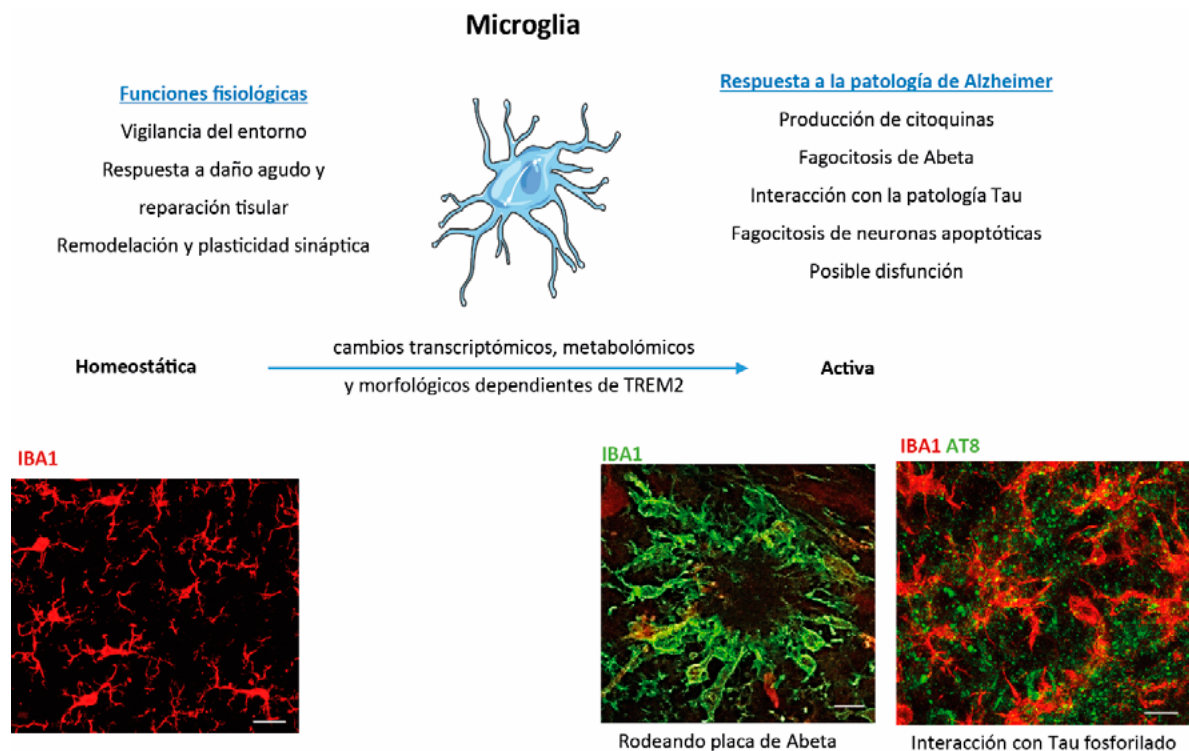 Microglia
Funciones fisiológicas
Vigilancia del entorno
Respuesta a daño agudo y
reparación tisular
Remodelación y plasticidad sináptica
Respuesta a la patología de Alzheimer
Producción de citoquinas
Fagocitosis de Abeta
Interacción con la patología Tau
Fagocitosis de neuronas apoptóticas
Posible disfunción
Homeostática
cambios transcriptómicos, metabolómicos
y morfológicos dependientes de TREM2
Activa
IBA1
IBA1
IBA1 AT8
Rodeando placa de Abeta
Interacción con Tau fosforilado